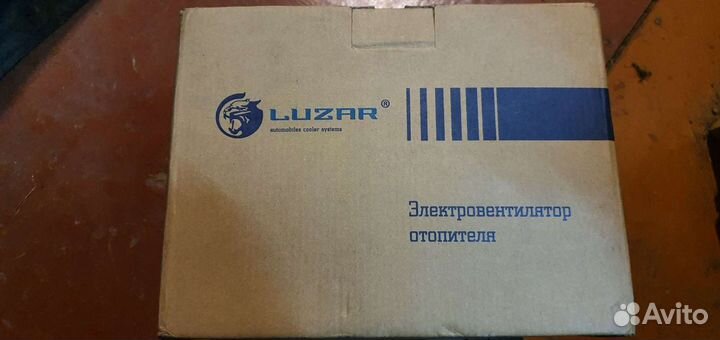 LUZAR®
automobiles cooler systems
Электровентилятор
отопителя
Avito